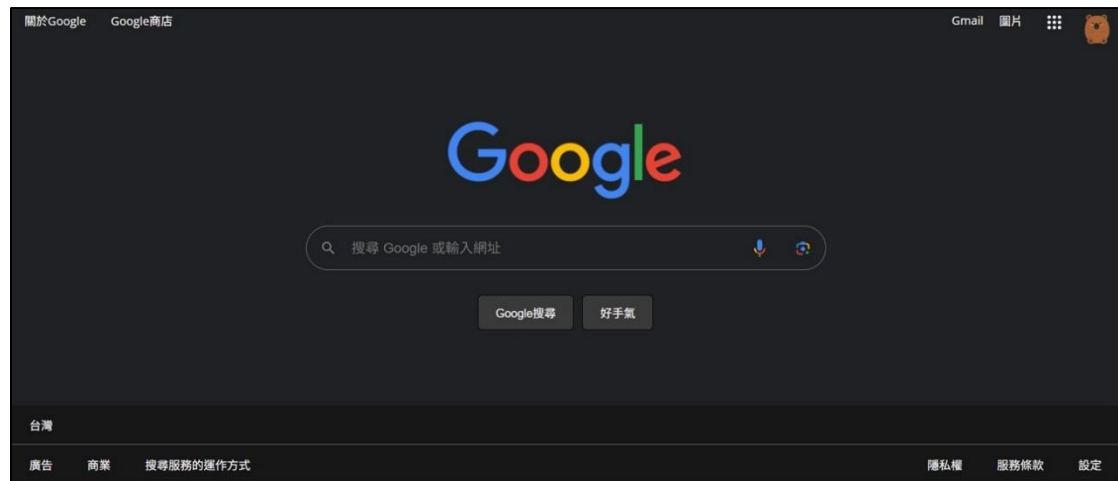 關於Google Google商店 Gmail 圖片
Google
搜尋 Google 或輸入網址
Google搜尋 好手氣
台灣
廣告 商業 搜尋服務的運作方式 隱私權 服務條款 設定